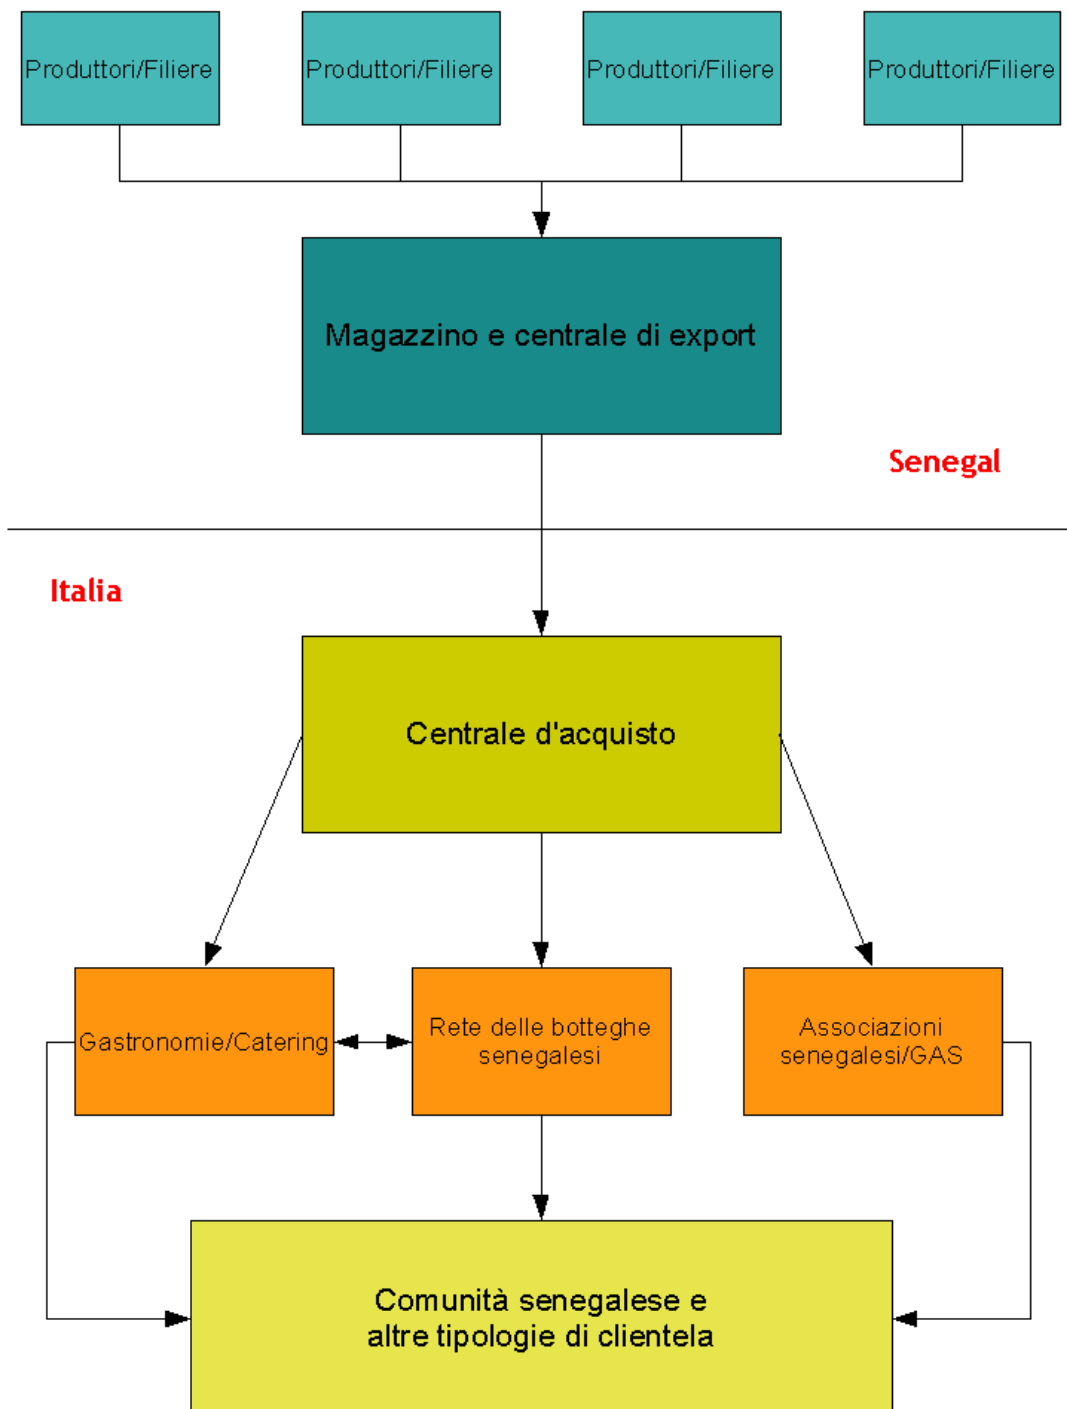 Produttori/Filiere
Produttori/Filiere
Produttori/Filiere
Produttori/Filiere
Magazzino e centrale di export
Senegal
Italia
Centrale d'acquisto
Gastronomie/Catering
Rete delle botteghe
senegalesi
Associazioni
senegalesi/GAS
Comunità senegalese e
altre tipologie di clientela